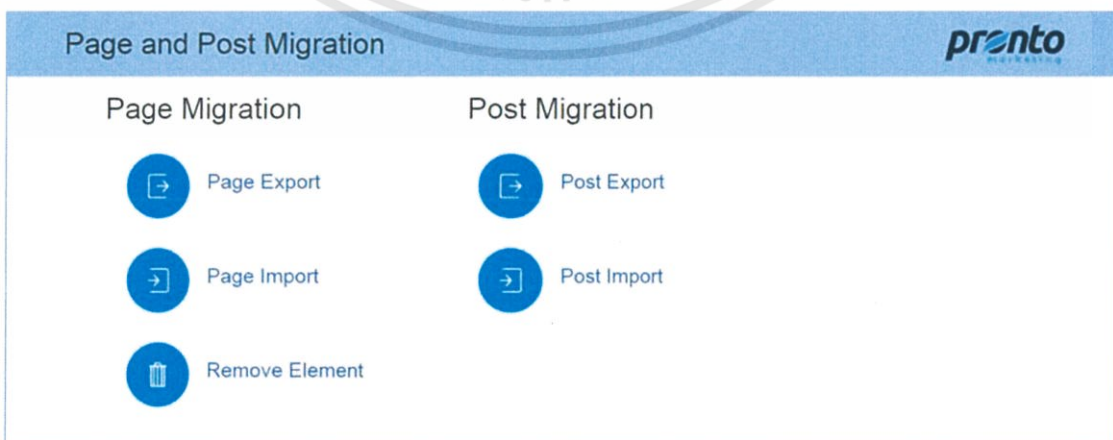 Page and Post Migration
pronto
marketing
Page Migration
Post Migration
Page Export
Post Export
Page Import
Post Import
Remove Element